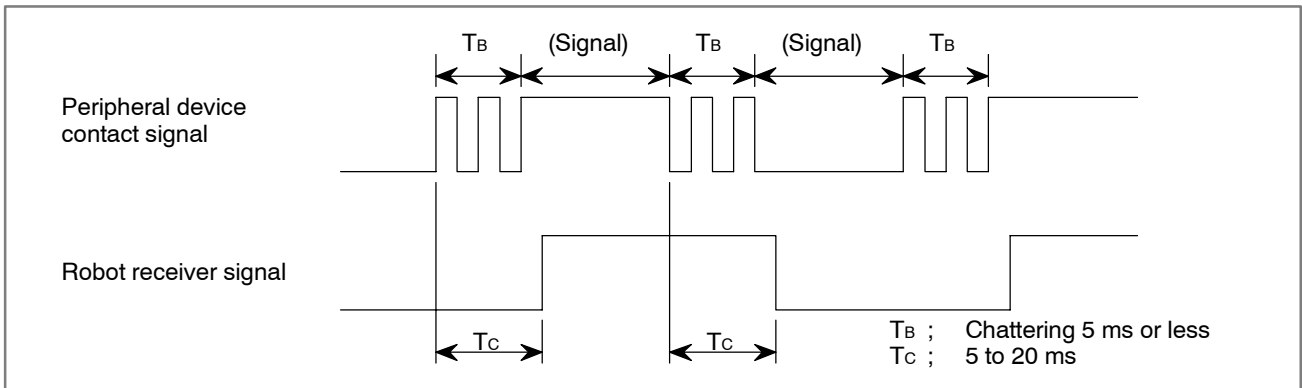 TB (Signal) TB (Signal) TB
Peripheral device
contact signal
Robot receiver signal
TC TC
TB ; Chattering 5 ms or less
TC ; 5 to 20 ms